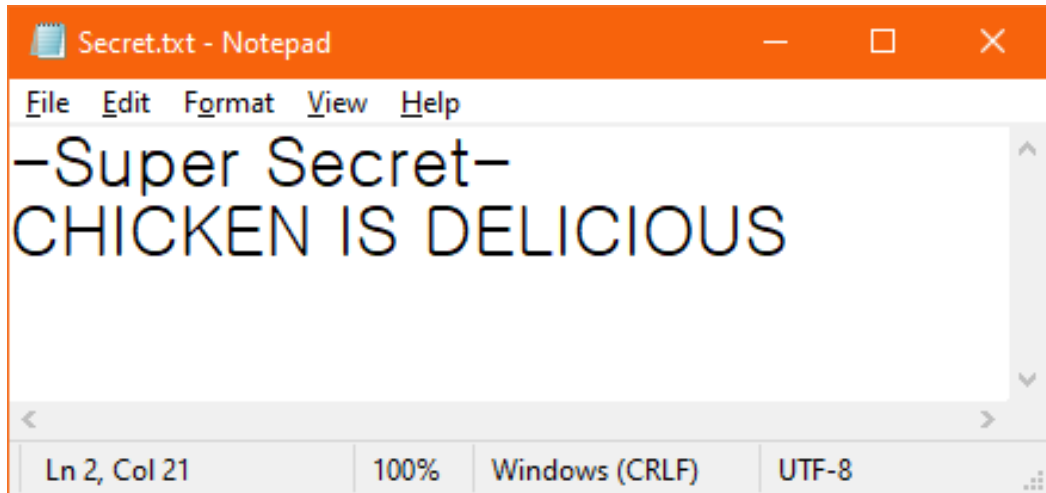 Secret.txt - Notepad
File Edit Format View Help
-Super Secret-
CHICKEN IS DELICIOUS
Ln 2, Col 21 100% Windows (CRLF) UTF-8